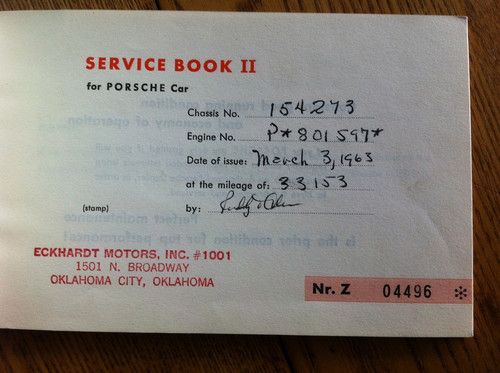 SERVICE BOOK II
for PORSCHE Car
Chassis No. 154273
Engine No. P*801597*
Date of issue: March 3, 1963
at the mileage of: 33153
(stamp) by:
ECKHARDT MOTORS, INC. #1001
1501 N. BROADWAY
OKLAHOMA CITY, OKLAHOMA
Nr. Z 04496 *